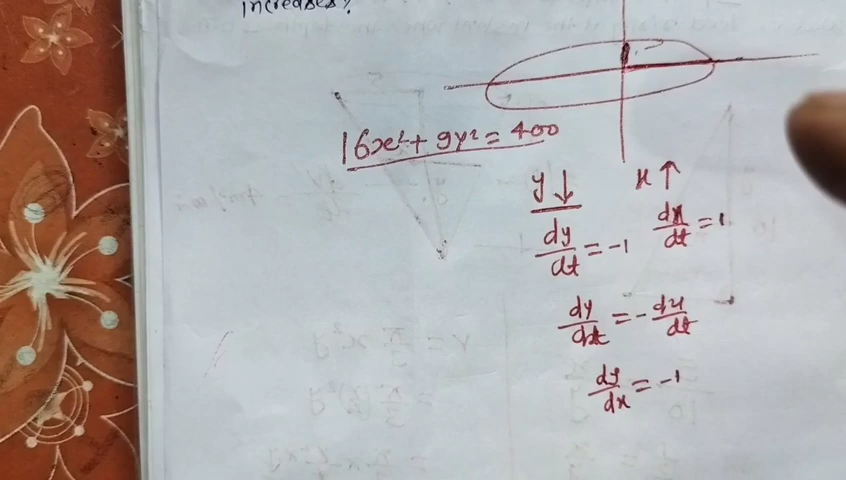 increases?
16x²+9y²=400
y↓ x↑
dy/dt = -1 dx/dt = 1
dy/dt = -dx/dt
dy/dx = -1